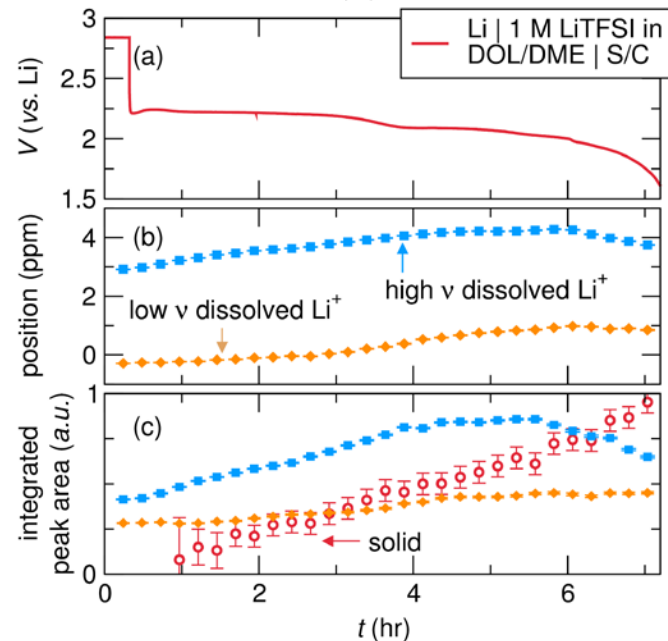 Li | 1 M LiTFSI in
DOL/DME | S/C
3
2.5
2
1.5
V (vs. Li)
(a)
4
2
0
position (ppm)
(b)
high ν dissolved Li⁺
low ν dissolved Li⁺
1
0
integrated
peak area (a.u.)
(c)
solid
0
2
4
6
t (hr)